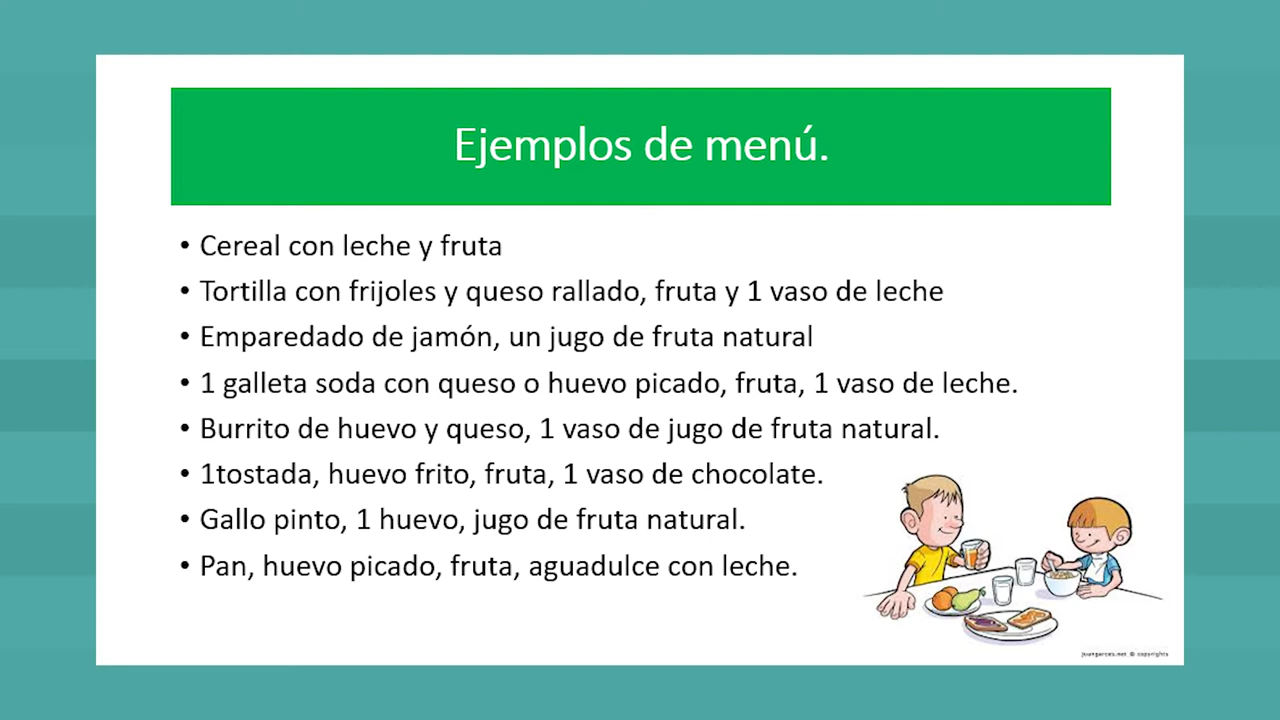 Ejemplos de menú.
• Cereal con leche y fruta
• Tortilla con frijoles y queso rallado, fruta y 1 vaso de leche
• Emparedado de jamón, un jugo de fruta natural
• 1 galleta soda con queso o huevo picado, fruta, 1 vaso de leche.
• Burrito de huevo y queso, 1 vaso de jugo de fruta natural.
• 1tostada, huevo frito, fruta, 1 vaso de chocolate.
• Gallo pinto, 1 huevo, jugo de fruta natural.
• Pan, huevo picado, fruta, aguadulce con leche.
© copyrights